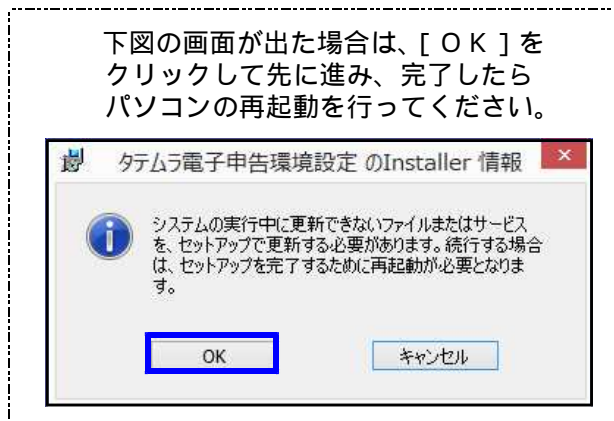 下図の画面が出た場合は、[ＯＫ]を
クリックして先に進み、完了したら
パソコンの再起動を行ってください。
タテムラ電子申告環境設定 のInstaller 情報
システムの実行中に更新できないファイルまたはサービス
を、セットアップで更新する必要があります。続行する場合
は、セットアップを完了するために再起動が必要となりま
す。
OK
キャンセル